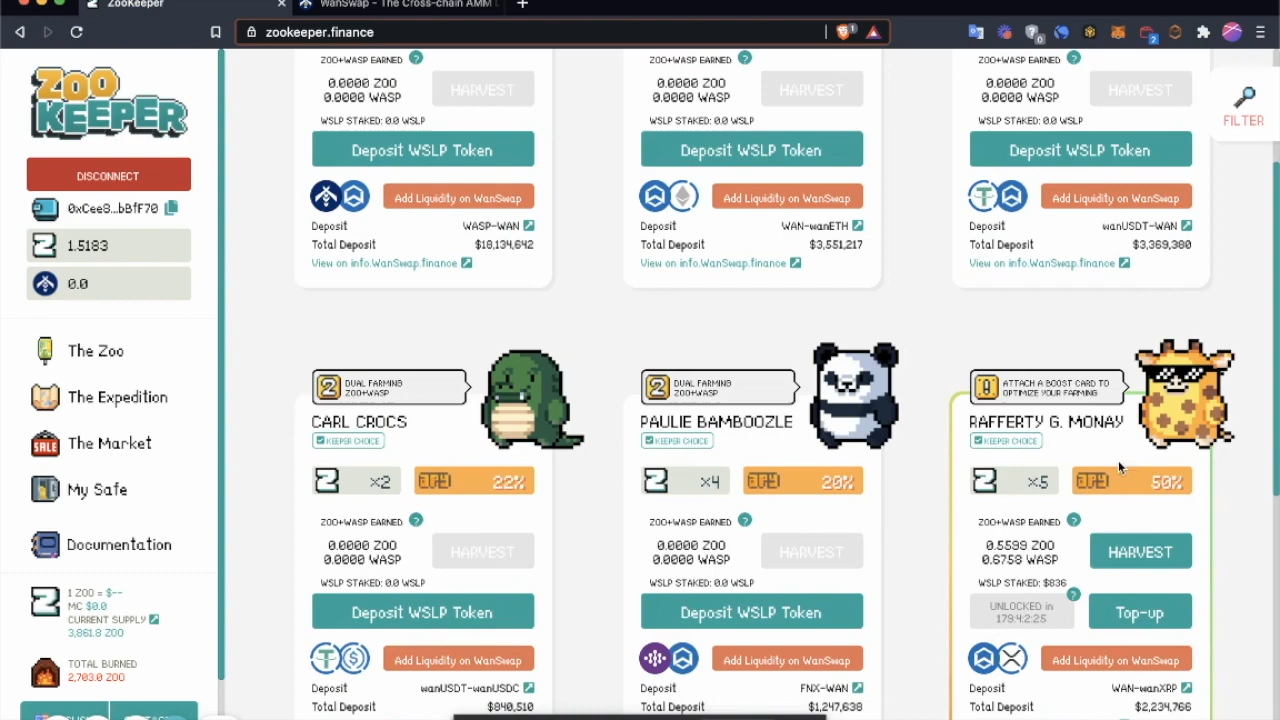 ZooKeeper
WanSwap - The Cross-chain AMM
zookeeper.finance
ZOO
KEEPER
DISCONNECT
0xCee8...bBfF70
1.5183
0.0
The Zoo
The Expedition
The Market
My Safe
Documentation
1 ZOO = $--
MC $0.0
CURRENT SUPPLY
3,861.8 ZOO
TOTAL BURNED
2,703.0 ZOO
FILTER
ZOO+WASP EARNED ?
0.0000 ZOO
0.0000 WASP
HARVEST
WSLP STAKED: 0.0 WSLP
Deposit WSLP Token
Add Liquidity on WanSwap
Deposit WASP-WAN
Total Deposit $18,134,642
View on info.WanSwap.finance
ZOO+WASP EARNED ?
0.0000 ZOO
0.0000 WASP
HARVEST
WSLP STAKED: 0.0 WSLP
Deposit WSLP Token
Add Liquidity on WanSwap
Deposit WAN-wanETH
Total Deposit $3,551,217
View on info.WanSwap.finance
ZOO+WASP EARNED ?
0.0000 ZOO
0.0000 WASP
HARVEST
WSLP STAKED: 0.0 WSLP
Deposit WSLP Token
Add Liquidity on WanSwap
Deposit wanUSDT-WAN
Total Deposit $3,369,380
View on info.WanSwap.finance
DUAL FARMING
ZOO+WASP
CARL CROCS
KEEPER CHOICE
x2 22%
ZOO+WASP EARNED ?
0.0000 ZOO
0.0000 WASP
HARVEST
WSLP STAKED: 0.0 WSLP
Deposit WSLP Token
Add Liquidity on WanSwap
Deposit wanUSDT-wanUSDC
Total Deposit $840,510
DUAL FARMING
ZOO+WASP
PAULIE BAMBOOZLE
KEEPER CHOICE
x4 20%
ZOO+WASP EARNED ?
0.0000 ZOO
0.0000 WASP
HARVEST
WSLP STAKED: 0.0 WSLP
Deposit WSLP Token
Add Liquidity on WanSwap
Deposit FNX-WAN
Total Deposit $1,247,638
ATTACH A BOOST CARD TO
OPTIMIZE YOUR FARMING
RAFFERTY G. MONAY
KEEPER CHOICE
x5 50%
ZOO+WASP EARNED ?
0.5599 ZOO
0.6758 WASP
HARVEST
WSLP STAKED: $836
UNLOCKED in
179:4:2:25
?
Top-up
Add Liquidity on WanSwap
Deposit WAN-wanXRP
Total Deposit $2,234,766